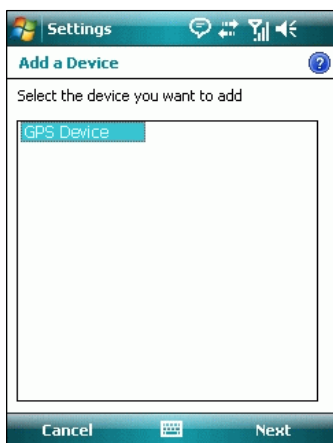 Settings
Add a Device
?
Select the device you want to add
GPS Device
Cancel Next